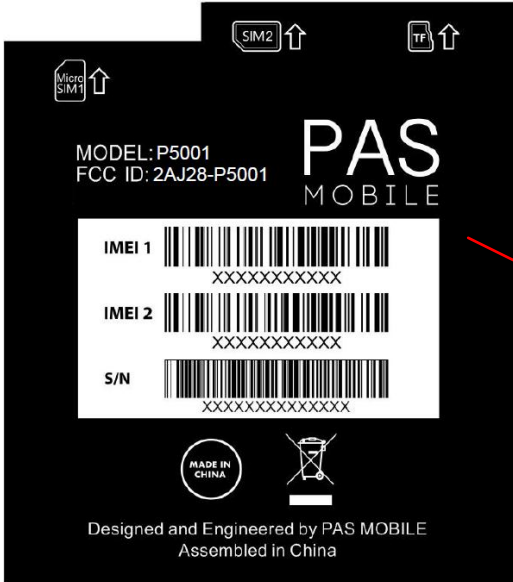 SIM2
TF
Micro
SIM1
PAS
MOBILE
MODEL: P5001
FCC ID: 2AJ28-P5001
IMEI 1
XXXXXXXXXXX
IMEI 2
XXXXXXXXXXX
S/N
XXXXXXXXXXXXXX
MADE IN
CHINA
Designed and Engineered by PAS MOBILE
Assembled in China